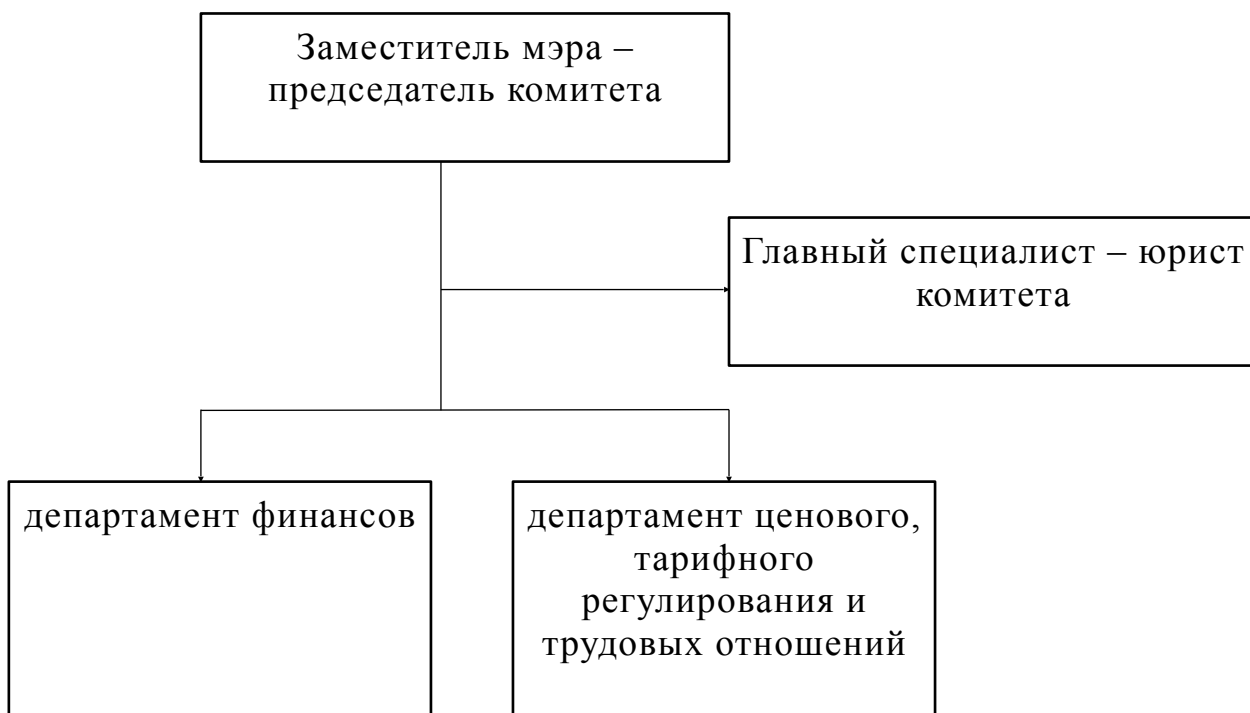 Заместитель мэра –
председатель комитета
Главный специалист – юрист
комитета
департамент финансов
департамент ценового,
тарифного
регулирования и
трудовых отношений